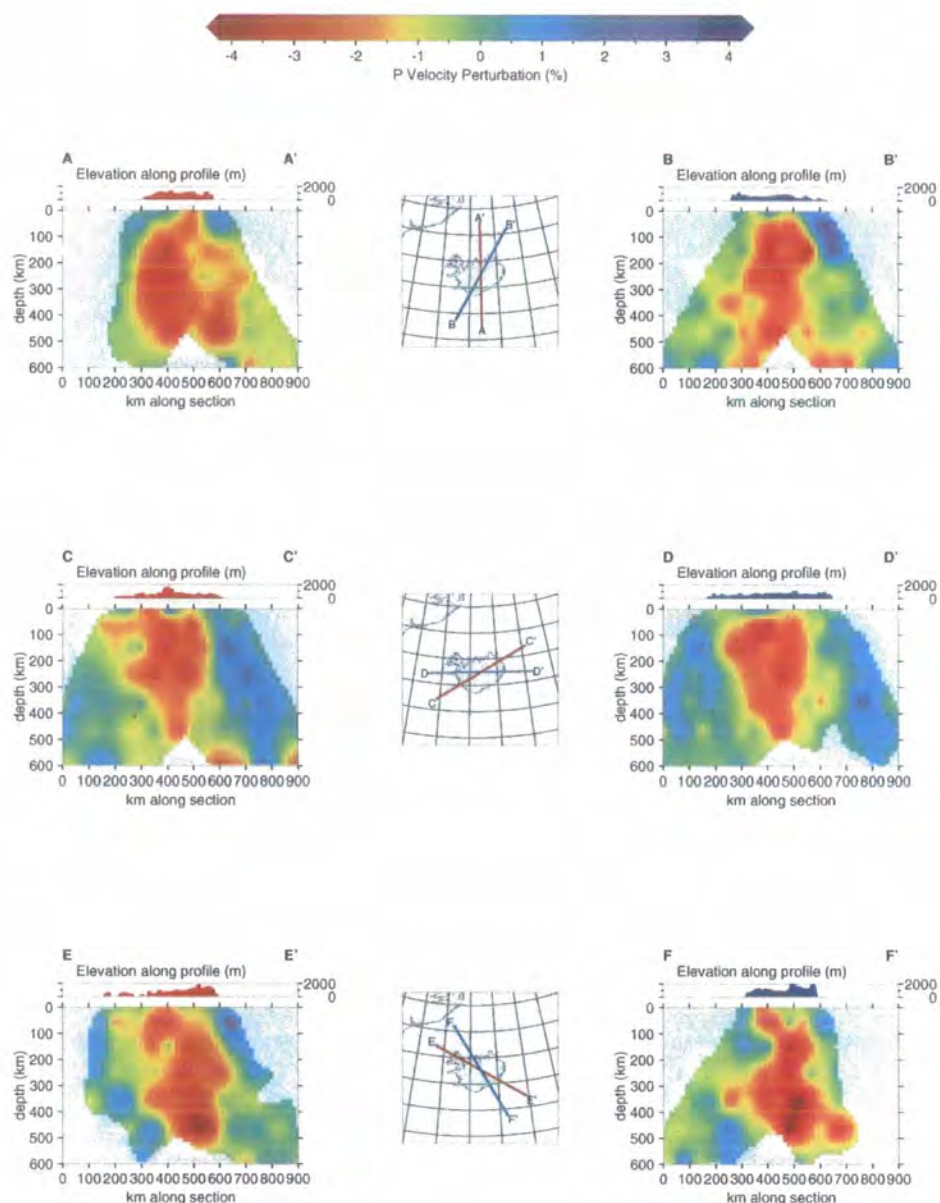 -4 -3 -2 -1 0 1 2 3 4
P Velocity Perturbation (%)
A A'
Elevation along profile (m)
2000
0
0
100
200
300
400
500
600
depth (km)
0 100 200 300 400 500 600 700 800 900
km along section
A'
B'
B
A
B B'
Elevation along profile (m)
2000
0
0
100
200
300
400
500
600
depth (km)
0 100 200 300 400 500 600 700 800 900
km along section
C C'
Elevation along profile (m)
2000
0
0
100
200
300
400
500
600
depth (km)
0 100 200 300 400 500 600 700 800 900
km along section
C'
D D'
C
D D'
Elevation along profile (m)
2000
0
0
100
200
300
400
500
600
depth (km)
0 100 200 300 400 500 600 700 800 900
km along section
E E'
Elevation along profile (m)
2000
0
0
100
200
300
400
500
600
depth (km)
0 100 200 300 400 500 600 700 800 900
km along section
F
E
E'
F'
F F'
Elevation along profile (m)
2000
0
0
100
200
300
400
500
600
depth (km)
0 100 200 300 400 500 600 700 800 900
km along section